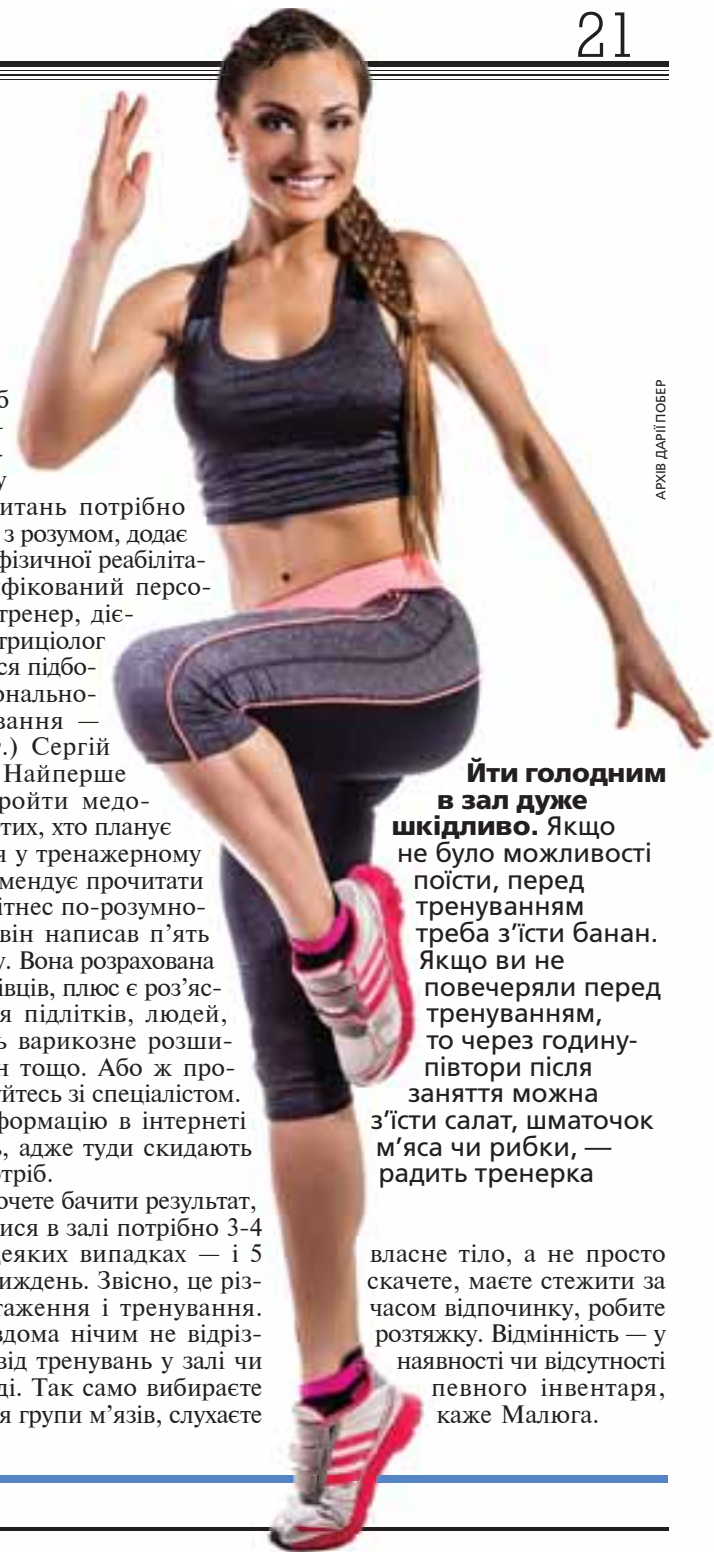 21
б
-
-
у
итань потрібно
з розумом, додає
фізичної реабіліта-
фікований персо-
тренер, діє-
триціолог
ся підбо-
рнально-
вання —
.) Сергій
Найперше
ройти медо-
тих, хто планує
я у тренажерному
мендує прочитати
ітнес по-розумно-
він написав п’ять
у. Вона розрахована
івців, плюс є роз’яс-
я підлітків, людей,
ь варикозне розши-
н тощо. Або ж про-
уйтесь зі спеціалістом.
формацію в інтернеті
, адже туди скидають
отріб.
очете бачити результат,
ися в залі потрібно 3-4
деяких випадках — і 5
иждень. Звісно, це різ-
таження і тренування.
вдома нічим не відріз-
від тренувань у залі чи
ді. Так само вибираєте
я групи м’язів, слухаєте
АРХІВ ДАРІЇ ПОБЕР
Йти голодним
в зал дуже
шкідливо. Якщо
не було можливості
поїсти, перед
тренуванням
треба з’їсти банан.
Якщо ви не
повечеряли перед
тренуванням,
то через годину-
півтори після
заняття можна
з’їсти салат, шматочок
м’яса чи рибки, —
радить тренерка
власне тіло, а не просто
скачете, маєте стежити за
часом відпочинку, робите
розтяжку. Відмінність — у
наявності чи відсутності
певного інвентаря,
каже Малюга.